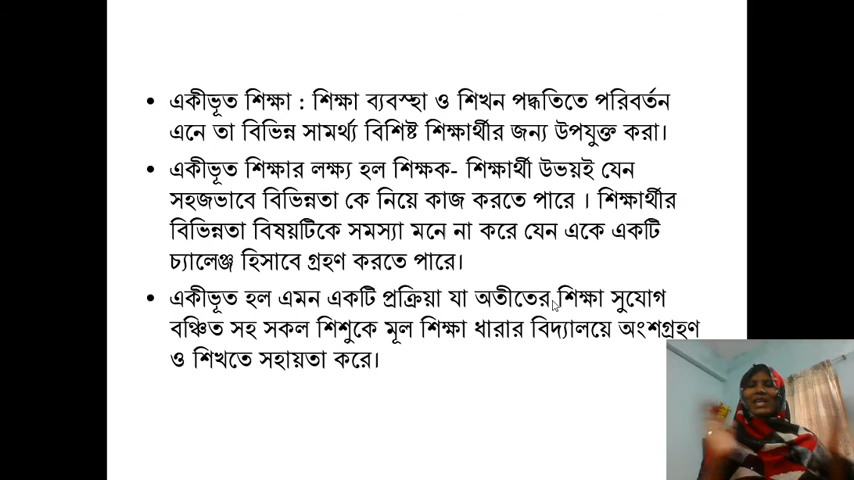 • একীভূত শিক্ষা : শিক্ষা ব্যবস্হা ও শিখন পদ্ধতিতে পরিবর্তন
এনে তা বিভিন্ন সামর্থ্য বিশিষ্ট শিক্ষার্থীর জন্য উপযুক্ত করা।
• একীভূত শিক্ষার লক্ষ্য হল শিক্ষক- শিক্ষার্থী উভয়ই যেন
সহজভাবে বিভিন্নতা কে নিয়ে কাজ করতে পারে । শিক্ষার্থীর
বিভিন্নতা বিষয়টিকে সমস্যা মনে না করে যেন একে একটি
চ্যালেঞ্জ হিসাবে গ্রহণ করতে পারে।
• একীভূত হল এমন একটি প্রক্রিয়া যা অতীতের শিক্ষা সুযোগ
বঞ্চিত সহ সকল শিশুকে মূল শিক্ষা ধারার বিদ্যালয়ে অংশগ্রহণ
ও শিখতে সহায়তা করে।